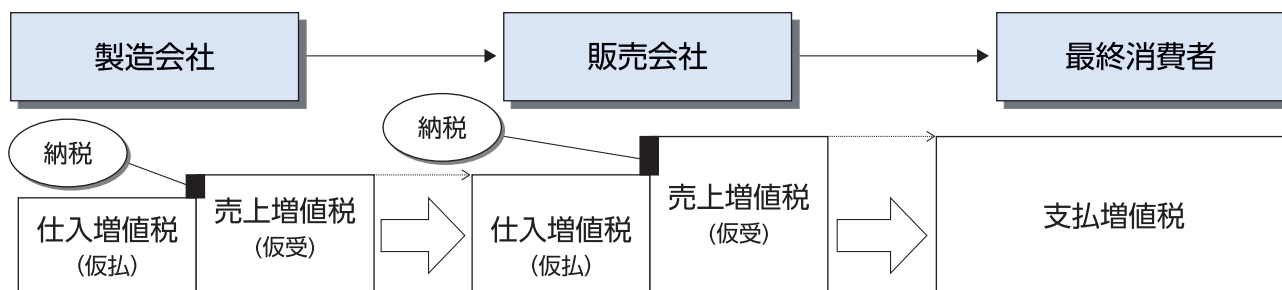 製造会社
販売会社
最終消費者
納税
納税
仕入増値税
(仮払)
売上増値税
(仮受)
仕入増値税
(仮払)
売上増値税
(仮受)
支払増値税